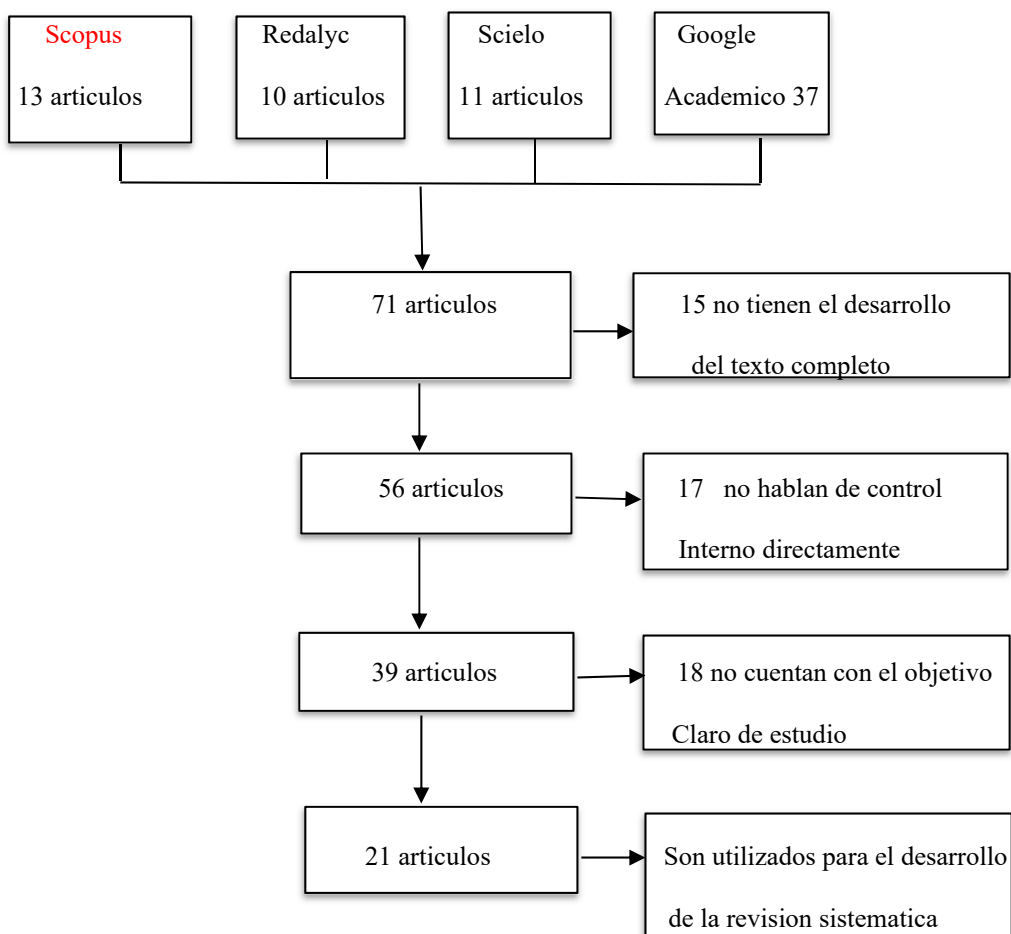 Scopus
13 articulos
Redalyc
10 articulos
Scielo
11 articulos
Google
Academico 37
71 articulos
15 no tienen el desarrollo
del texto completo
56 articulos
17 no hablan de control
Interno directamente
39 articulos
18 no cuentan con el objetivo
Claro de estudio
21 articulos
Son utilizados para el desarrollo
de la revision sistematica